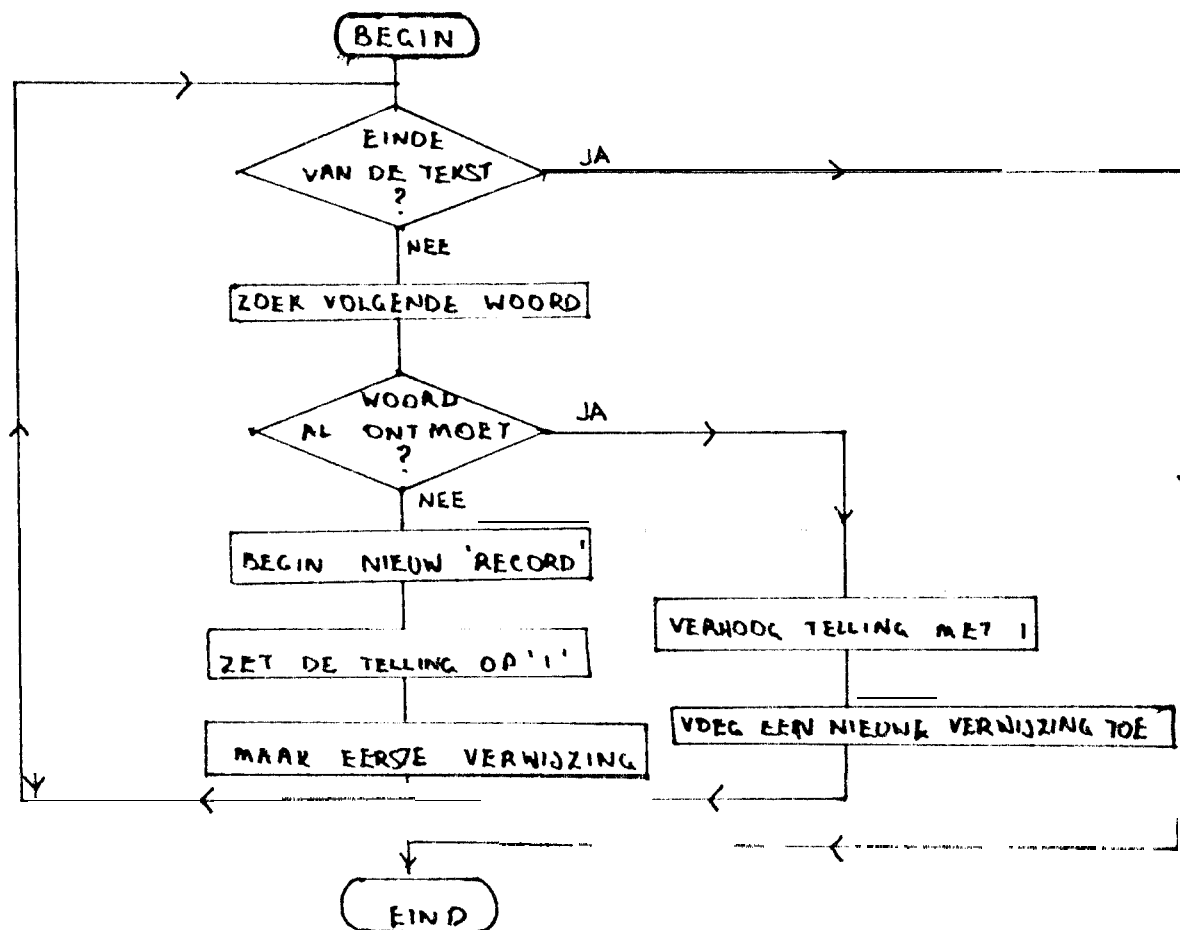 BEGIN
EINDE
VAN DE TEKST
?
JA
NEE
ZOEK VOLGENDE WOORD
WOORD
AL ONTMOET
?
JA
NEE
BEGIN NIEUW 'RECORD'
ZET DE TELLING OP '1'
MAAK EERSTE VERWIJZING
VERHOOG TELLING MET 1
VOEG EEN NIEUWE VERWIJZING TOE
EIND